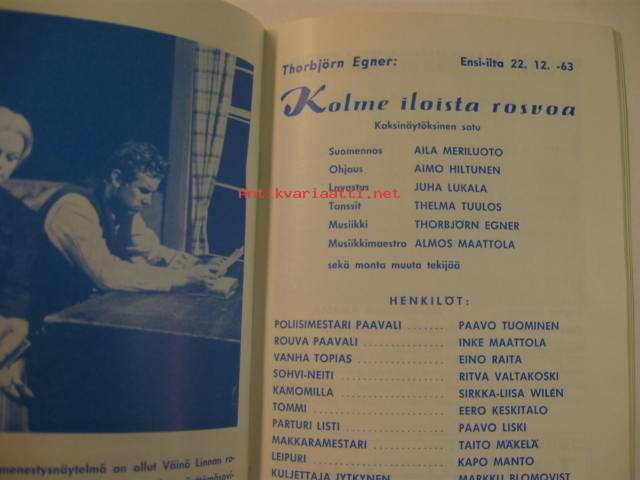 menestysnäytelmä on ollut Väinö Linnan
Thorbjörn Egner: Ensi-ilta 22. 12. -63
Kolme iloista rosvoa
Kaksinäytöksinen satu
Suomennos AILA MERILUOTO
Ohjaus AIMO HILTUNEN
Lavastus JUHA LUKALA
Antikvariaatti.net
Tanssit THELMA TUULOS
Musiikki THORBJÖRN EGNER
Musiikkimaestro ALMOS MAATTOLA
sekä monta muuta tekijää
HENKILÖT:
POLIISIMESTARI PAAVALI ....... PAAVO TUOMINEN
ROUVA PAAVALI ............... INKE MAATTOLA
VANHA TOPIAS ................ EINO RAITA
SOHVI-NEITI .................. RITVA VALTAKOSKI
KAMOMILLA .................. SIRKKA-LIISA WILÉN
TOMMI ....................... EERO KESKITALO
PARTURI LISTI ................ PAAVO LISKI
MAKKARAMESTARI ............ TAITO MÄKELÄ
LEIPURI ...................... KAPO MANTO
KULJETTAJA JYTKYNEN ....... MARKKU BLOMQVIST